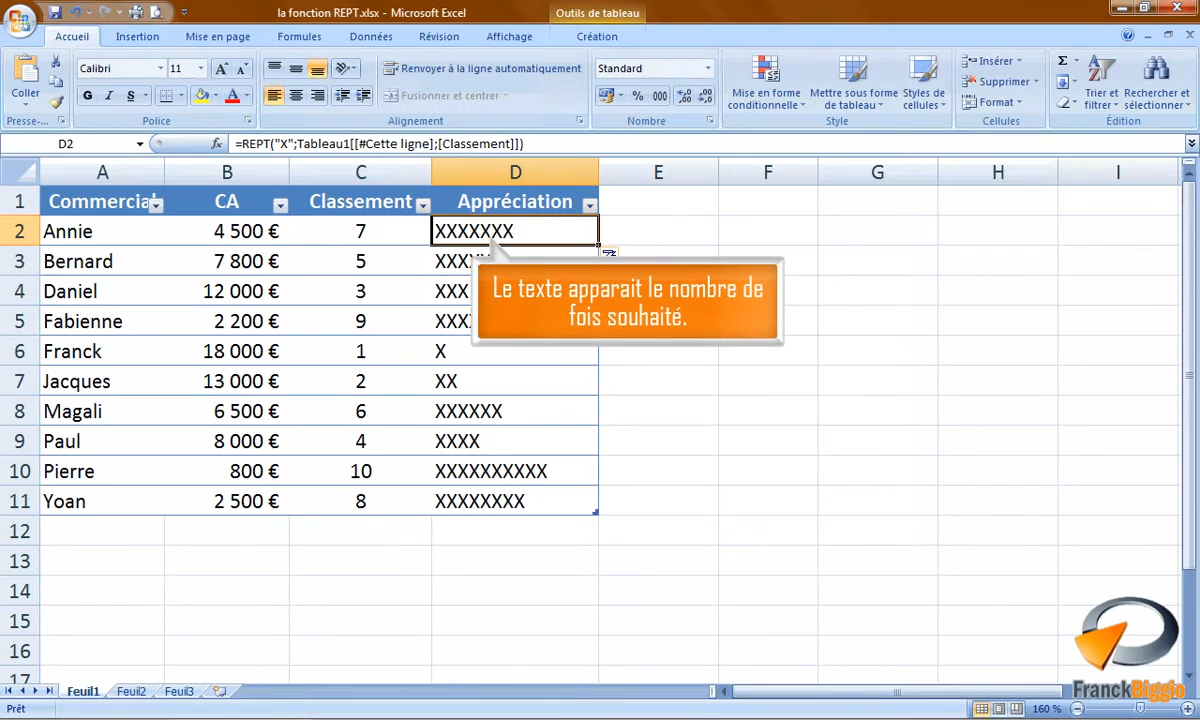 la fonction REPT.xlsx - Microsoft Excel
Outils de tableau
Accueil Insertion Mise en page Formules Données Révision Affichage Création
Coller
Calibri 11
G I S
Renvoyer à la ligne automatiquement
Fusionner et centrer
Standard
% 000
Mise en forme conditionnelle
Mettre sous forme de tableau
Styles de cellules
Insérer
Supprimer
Format
Σ
Trier et filtrer
Rechercher et sélectionner
Presse-... Police Alignement Nombre Style Cellules Édition
D2 fx =REPT("X";Tableau1[[#Cette ligne];[Classement]])
A B C D E F G H I
1 Commercial CA Classement Appréciation
2 Annie 4 500 € 7 XXXXXXX
3 Bernard 7 800 € 5
4 Daniel 12 000 € 3 XXX
5 Fabienne 2 200 € 9
6 Franck 18 000 € 1 X
7 Jacques 13 000 € 2 XX
8 Magali 6 500 € 6 XXXXXX
9 Paul 8 000 € 4 XXXX
10 Pierre 800 € 10 XXXXXXXXXX
11 Yoan 2 500 € 8 XXXXXXXX
12
13
14
15
16
17
Le texte apparait le nombre de
fois souhaité.
FranckBiggio
Feuil1 Feuil2 Feuil3
Prêt 160 %